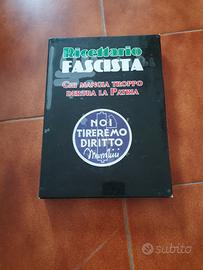 Ricettario
FASCISTA
Chi mangia troppo
deruba la Patria
NOI
TIREREMO
DIRITTO
Mussolini
subito